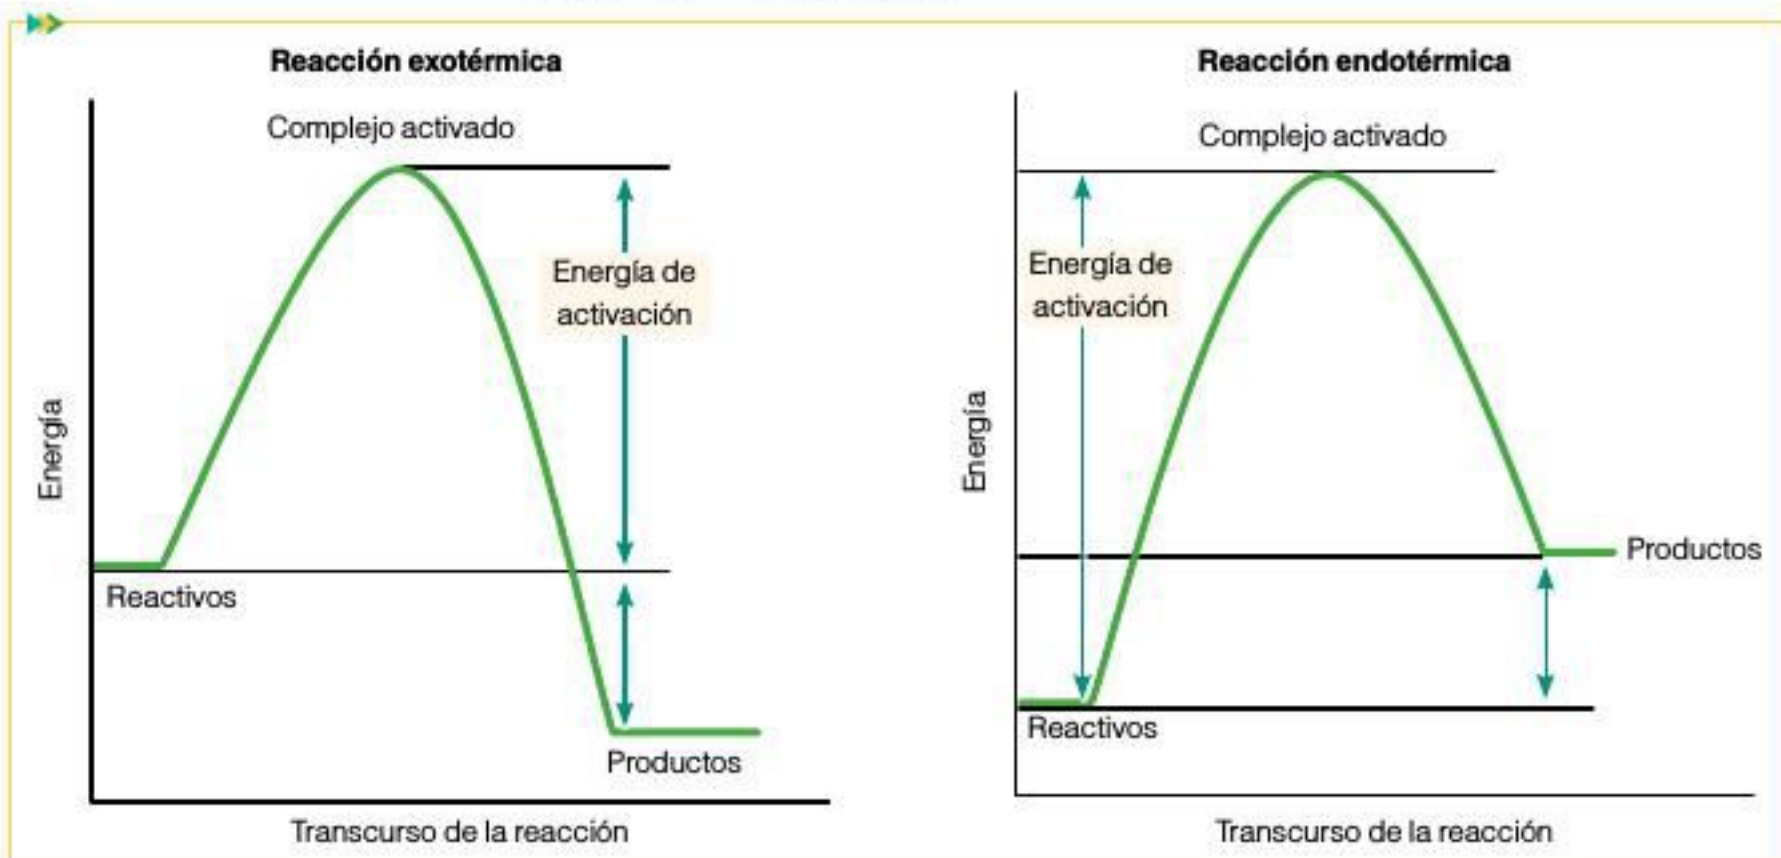 Reacción exotérmica
Complejo activado
Energía de
activación
Energía
Reactivos
Productos
Transcurso de la reacción
Reacción endotérmica
Complejo activado
Energía de
activación
Energía
Productos
Reactivos
Transcurso de la reacción